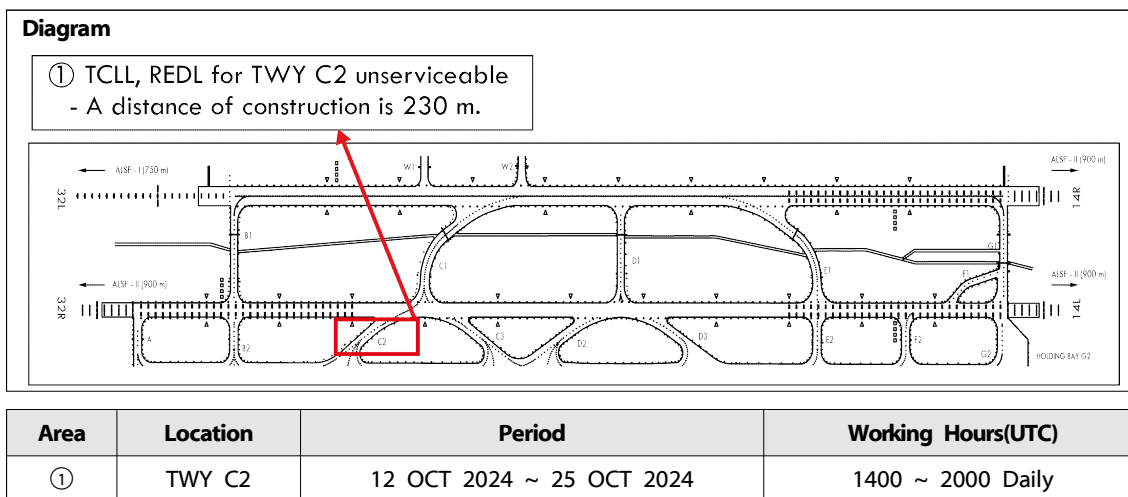 Diagram
① TCLL, REDL for TWY C2 unserviceable
- A distance of construction is 230 m.
ALSF - I (750 m)
W1
W2
ALSF - II (900 m)
32L
14R
B1
C1
D1
E1
G1
F1
ALSF - II (900 m)
ALSF - II (900 m)
32R
14L
A
B2
C2
C3
D2
D3
E2
F2
G2
HOLDING BAY G2
Area Location Period Working Hours(UTC)
① TWY C2 12 OCT 2024 ~ 25 OCT 2024 1400 ~ 2000 Daily